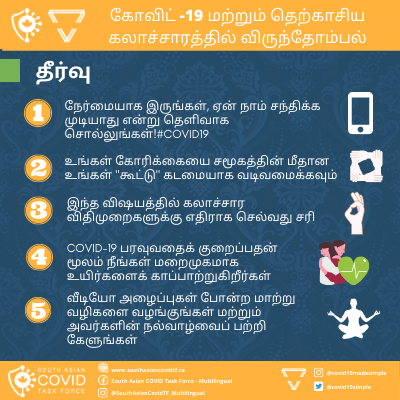 கோவிட் -19 மற்றும் தெற்காசிய
கலாச்சாரத்தில் விருந்தோம்பல்
தீர்வு
1
நேர்மையாக இருங்கள், ஏன் நாம் சந்திக்க
முடியாது என்று தெளிவாக
சொல்லுங்கள்!#COVID19
2
உங்கள் கோரிக்கையை சமூகத்தின் மீதான
உங்கள் "கூட்டு" கடமையாக வடிவமைக்கவும்
3
இந்த விஷயத்தில் கலாச்சார
விதிமுறைகளுக்கு எதிராக செல்வது சரி
4
COVID-19 பரவுவதைக் குறைப்பதன்
மூலம் நீங்கள் மறைமுகமாக
உயிர்களைக் காப்பாற்றுகிறீர்கள்
5
வீடியோ அழைப்புகள் போன்ற மாற்று
வழிகளை வழங்குங்கள் மற்றும்
அவர்களின் நல்வாழ்வைப் பற்றி
கேளுங்கள்
SOUTH ASIAN
COVID
TASK FORCE
www.southasiancovidtf.ca
South Asian COVID Task Force - Multilingual
@SouthAsianCovidTF_Multilingual
@covid19madesimple
@covid19simple